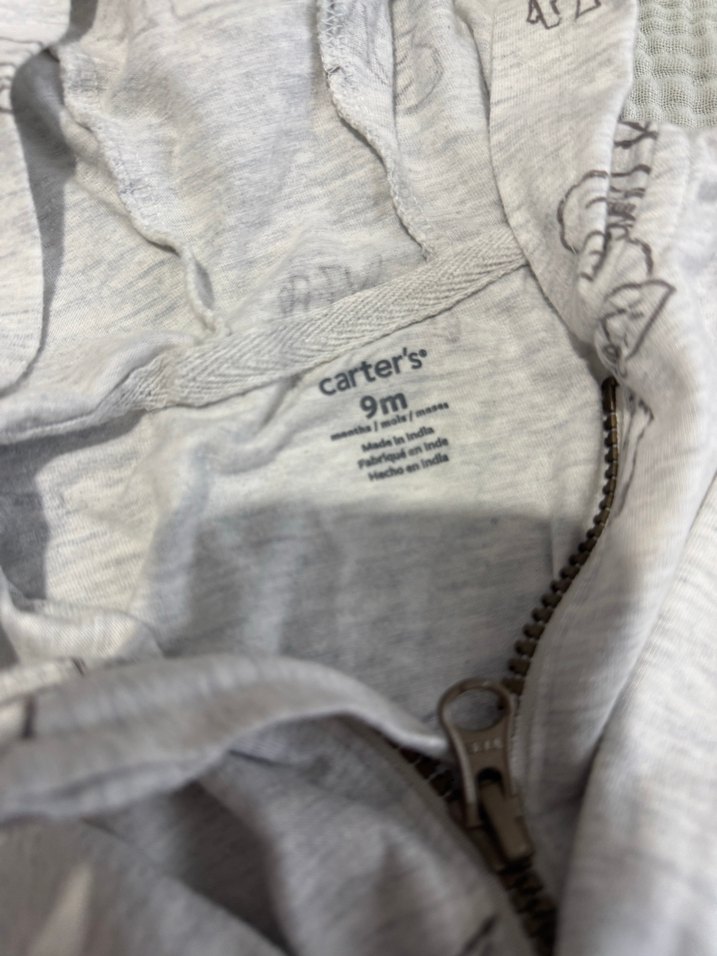 carter's®
9m
months / mois / meses
Made in India
Fabriqué en Inde
Hecho en India